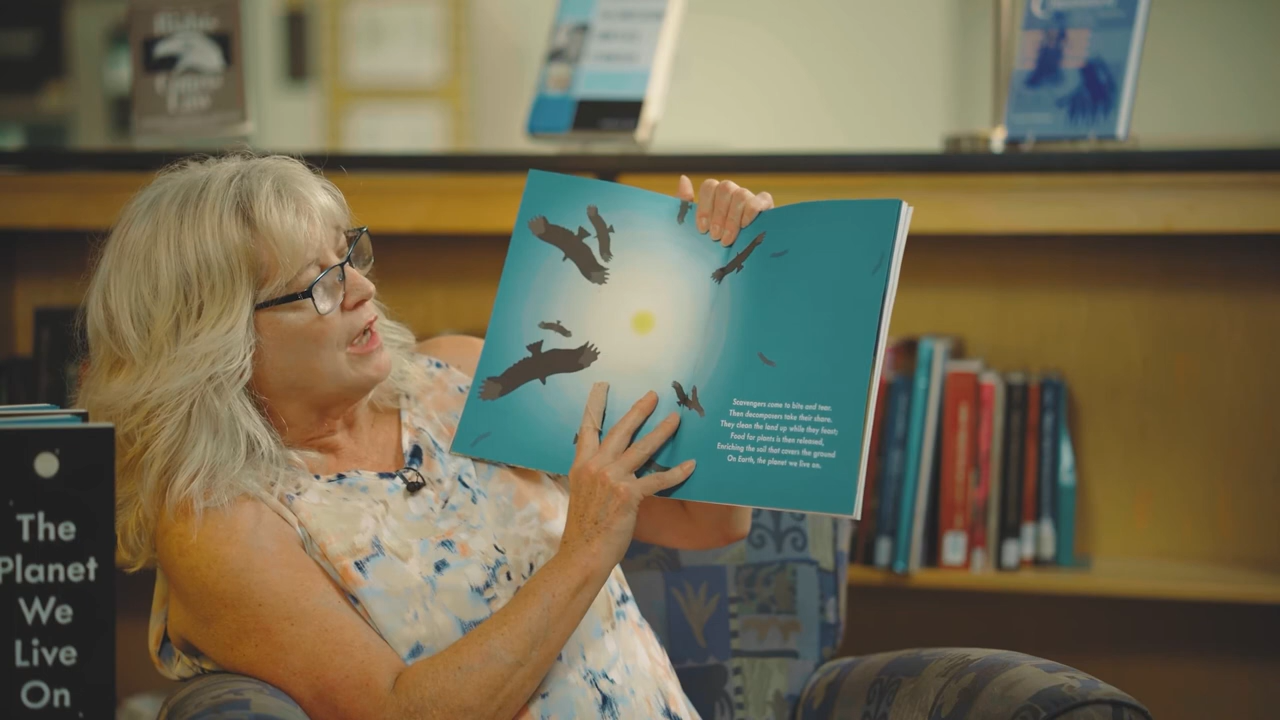 Scavengers come to bite and tear.
Then decomposers take their share.
They clean the land up while they feast;
Food for plants is then released,
Enriching the soil that covers the ground
On Earth, the planet we live on.
The
Planet
We
Live
On